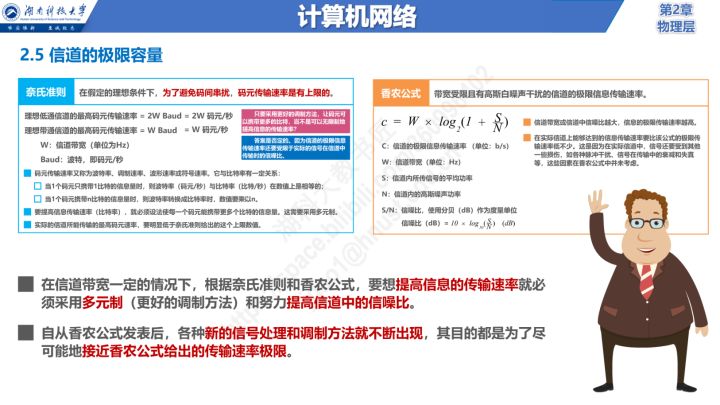 湖南科技大学
Hunan University of Science and Technology
唯实惟新 至诚致志
计算机网络
第2章
物理层
2.5 信道的极限容量
奈氏准则
在假定的理想条件下，为了避免码间串扰，码元传输速率是有上限的。
理想低通信道的最高码元传输速率 = 2W Baud = 2W 码元/秒
理想带通信道的最高码元传输速率 = W Baud = W 码元/秒
W：信道带宽（单位为Hz）
Baud：波特，即码元/秒
只要采用更好的调制方法，让码元可以携带更多的比特，岂不是可以无限制地提高信息的传输速率？
答案是否定的。因为信道的极限信息传输速率还要受限于实际的信号在信道中传输时的信噪比。
码元传输速率又称为波特率、调制速率、波形速率或符号速率。它与比特率有一定关系：
当1个码元只携带1比特的信息量时，则波特率（码元/秒）与比特率（比特/秒）在数值上是相等的；
当1个码元携带n比特的信息量时，则波特率转换成比特率时，数值要乘以n。
要提高信息传输速率（比特率），就必须设法使每一个码元能携带更多个比特的信息量。这需要采用多元制。
实际的信道所能传输的最高码元速率，要明显低于奈氏准则给出的这个上限数值。
香农公式
带宽受限且有高斯白噪声干扰的信道的极限信息传输速率。
c = W × log₂(1 + S/N)
C：信道的极限信息传输速率（单位：b/s）
W：信道带宽（单位：Hz）
S：信道内所传信号的平均功率
N：信道内的高斯噪声功率
S/N：信噪比，使用分贝（dB）作为度量单位
信噪比（dB）= 10 × log₁₀(S/N) (dB)
信道带宽或信道中信噪比越大，信息的极限传输速率越高。
在实际信道上能够达到的信息传输速率要比该公式的极限传输速率低不少。这是因为在实际信道中，信号还要受到其他一些损伤，如各种脉冲干扰、信号在传输中的衰减和失真等，这些因素在香农公式中并未考虑。
在信道带宽一定的情况下，根据奈氏准则和香农公式，要想提高信息的传输速率就必
须采用多元制（更好的调制方法）和努力提高信道中的信噪比。
自从香农公式发表后，各种新的信号处理和调制方法就不断出现，其目的都是为了尽
可能地接近香农公式给出的传输速率极限。